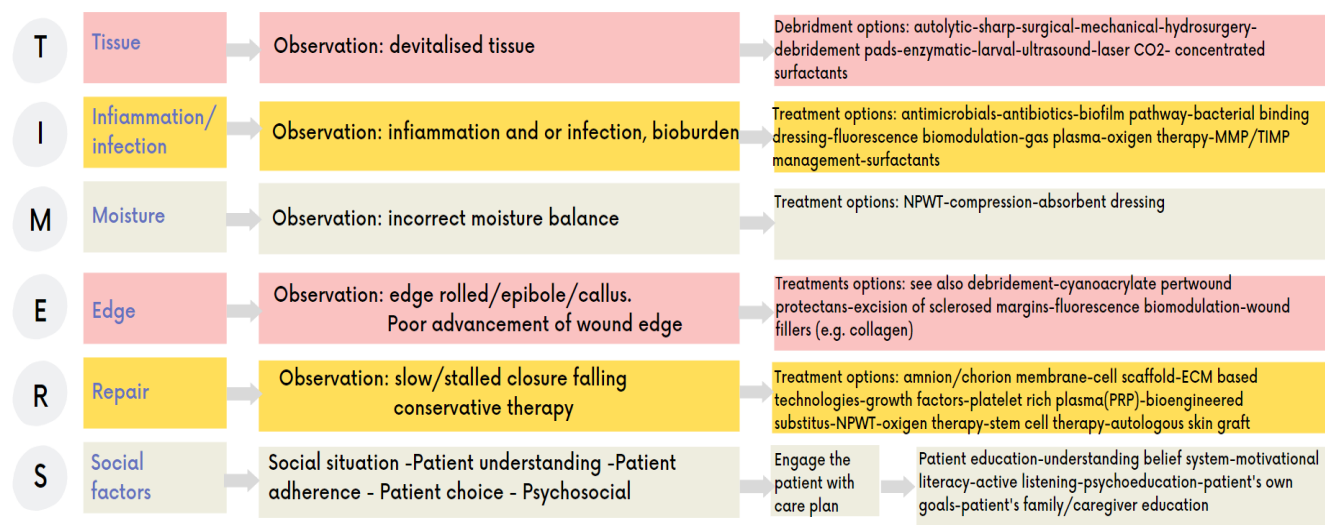 T
Tissue
Observation: devitalised tissue
Debridment options: autolytic-sharp-surgical-mechanical-hydrosurgery-
debridement pads-enzymatic-larval-ultrasound-laser CO2- concentrated
surfactants
I
Infiammation/
infection
Observation: infiammation and or infection, bioburden
Treatment options: antimicrobials-antibiotics-biofilm pathway-bacterial binding
dressing-fluorescence biomodulation-gas plasma-oxigen therapy-MMP/TIMP
management-surfactants
M
Moisture
Observation: incorrect moisture balance
Treatment options: NPWT-compression-absorbent dressing
E
Edge
Observation: edge rolled/epibole/callus.
Poor advancement of wound edge
Treatments options: see also debridement-cyanoacrylate pertwound
protectans-excision of sclerosed margins-fluorescence biomodulation-wound
fillers (e.g. collagen)
R
Repair
Observation: slow/stalled closure falling
conservative therapy
Treatment options: amnion/chorion membrane-cell scaffold-ECM based
technologies-growth factors-platelet rich plasma(PRP)-bioengineered
substitus-NPWT-oxigen therapy-stem cell therapy-autologous skin graft
S
Social
factors
Social situation -Patient understanding -Patient
adherence - Patient choice - Psychosocial
Engage the
patient with
care plan
Patient education-understanding belief system-motivational
literacy-active listening-psychoeducation-patient's own
goals-patient's family/caregiver education